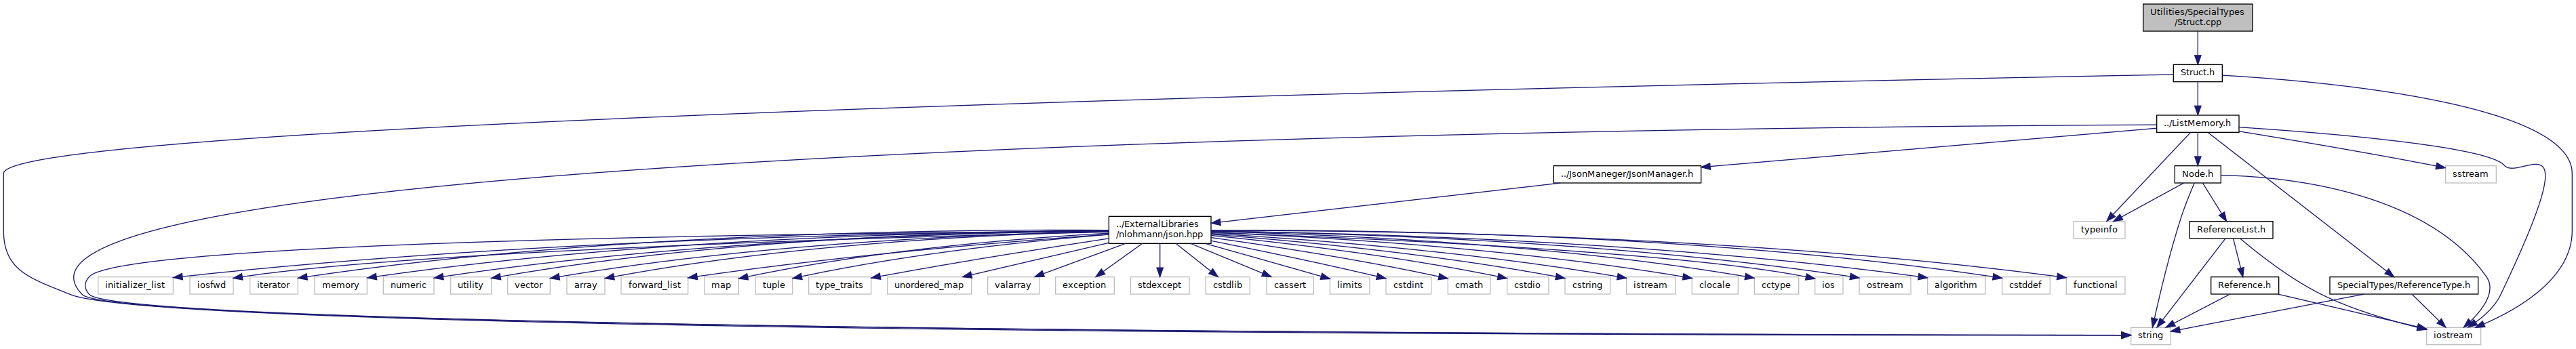 Utilities/SpecialTypes
/Struct.cpp
Struct.h
../ListMemory.h
../JsonManeger/JsonManager.h
Node.h
sstream
../ExternalLibraries
/nlohmann/json.hpp
typeinfo
ReferenceList.h
initializer_list
iosfwd
iterator
memory
numeric
utility
vector
array
forward_list
map
tuple
type_traits
unordered_map
valarray
exception
stdexcept
cstdlib
cassert
limits
cstdint
cmath
cstdio
cstring
istream
clocale
cctype
ios
ostream
algorithm
cstddef
functional
Reference.h
SpecialTypes/ReferenceType.h
string
iostream